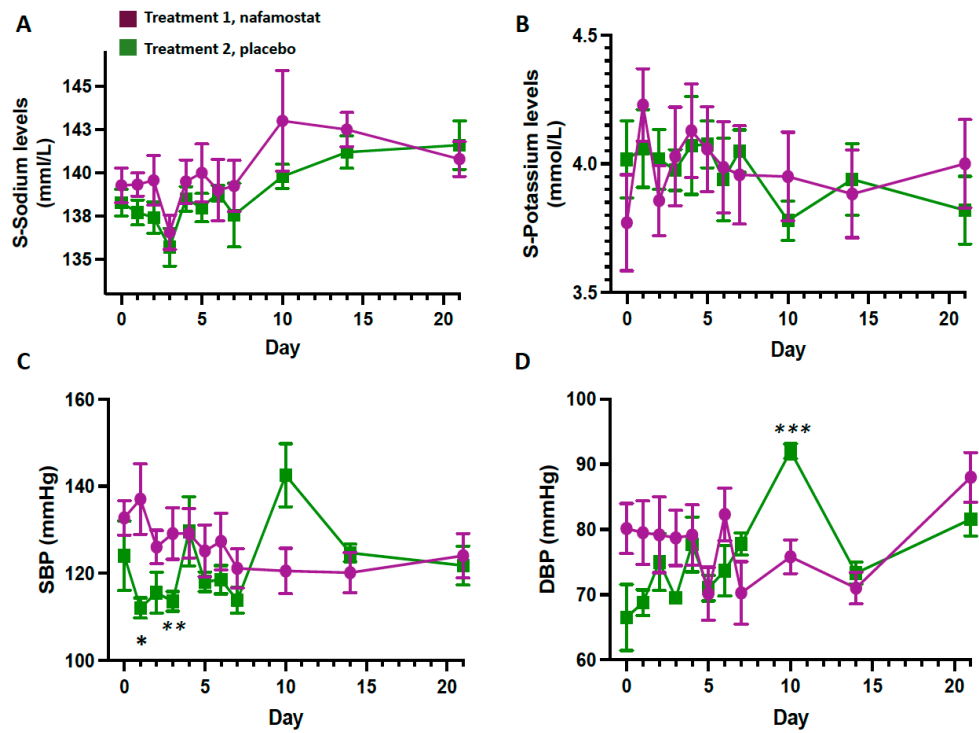 A
Treatment 1, nafamostat
Treatment 2, placebo
S-Sodium levels
(mml/L)
145
143
140
138
135
0 5 10 15 20
Day
B
S-Potassium levels
(mmol/L)
4.5
4.0
3.5
0 5 10 15 20
Day
C
SBP (mmHg)
160
140
120
100
* **
0 5 10 15 20
Day
D
DBP (mmHg)
100
90
80
70
60
***
0 5 10 15 20
Day